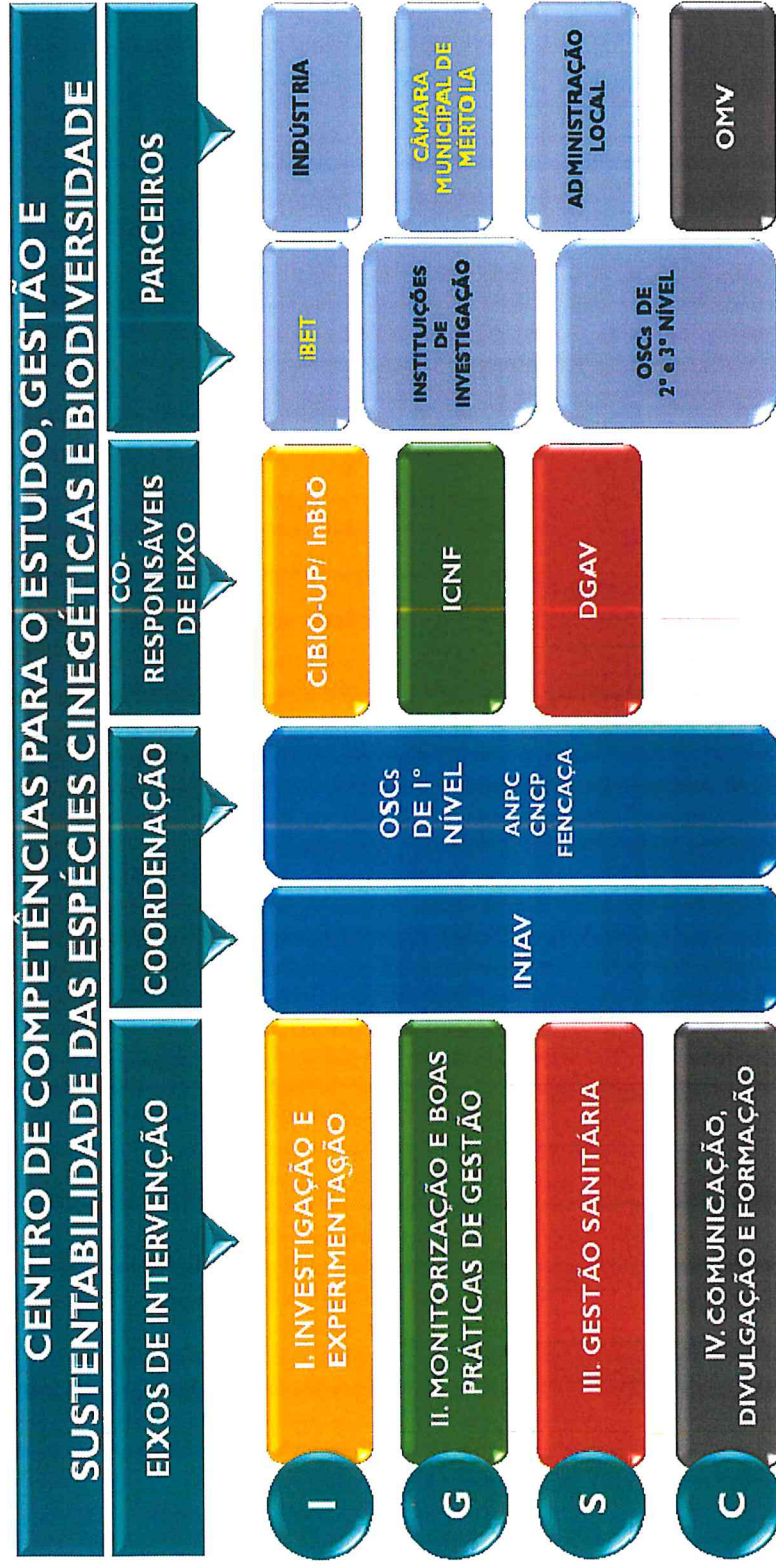 CENTRO DE COMPETÊNCIAS PARA O ESTUDO, GESTÃO E
SUSTENTABILIDADE DAS ESPÉCIES CINEGÉTICAS E BIODIVERSIDADE
EIXOS DE INTERVENÇÃO
COORDENAÇÃO
CO-
RESPONSÁVEIS
DE EIXO
PARCEIROS
I
I. INVESTIGAÇÃO E
EXPERIMENTAÇÃO
G
II. MONITORIZAÇÃO E BOAS
PRÁTICAS DE GESTÃO
S
III. GESTÃO SANITÁRIA
C
IV. COMUNICAÇÃO,
DIVULGAÇÃO E FORMAÇÃO
INIAV
OSCs
DE 1º
NÍVEL
ANPC
CNCP
FENCAÇA
CIBIO-UP/ InBIO
ICNF
DGAV
iBET
INSTITUIÇÕES
DE
INVESTIGAÇÃO
OSCs DE
2º e 3º NÍVEL
INDÚSTRIA
CÂMARA
MUNICIPAL DE
MÉRTOLA
ADMINISTRAÇÃO
LOCAL
OMV